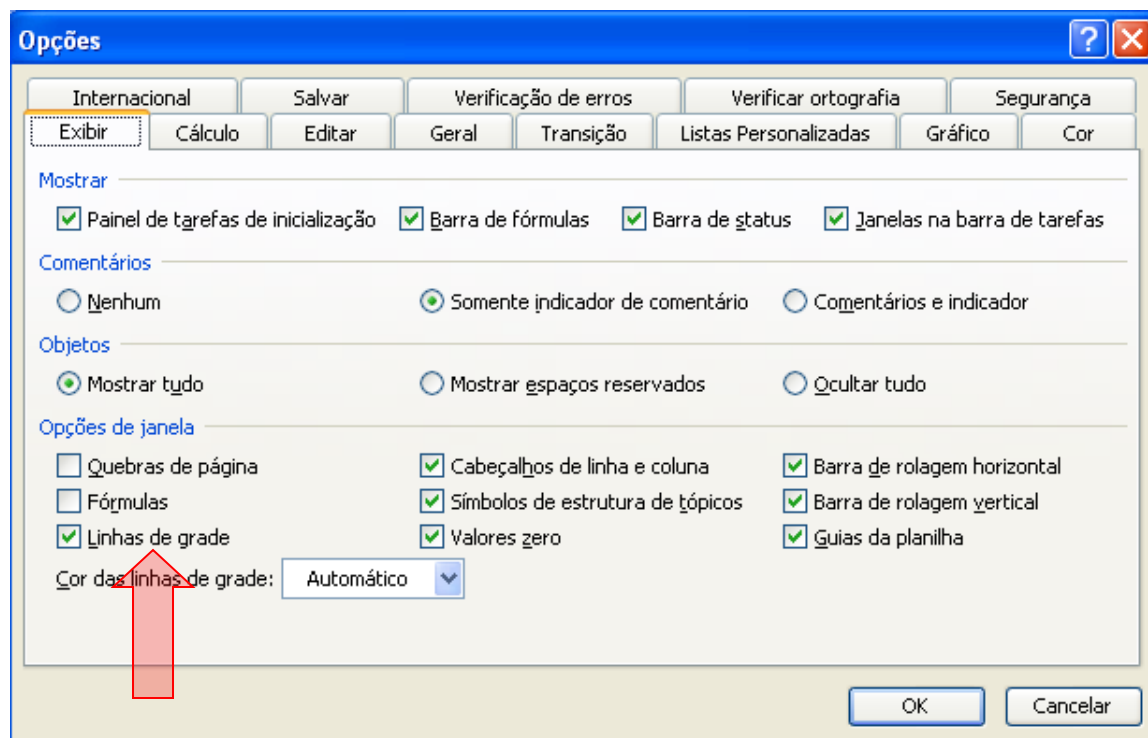 Opções
Internacional Salvar Verificação de erros Verificar ortografia Segurança
Exibir Cálculo Editar Geral Transição Listas Personalizadas Gráfico Cor
Mostrar
Painel de tarefas de inicialização Barra de fórmulas Barra de status Janelas na barra de tarefas
Comentários
Nenhum Somente indicador de comentário Comentários e indicador
Objetos
Mostrar tudo Mostrar espaços reservados Ocultar tudo
Opções de janela
Quebras de página Cabeçalhos de linha e coluna Barra de rolagem horizontal
Fórmulas Símbolos de estrutura de tópicos Barra de rolagem vertical
Linhas de grade Valores zero Guias da planilha
Cor das linhas de grade: Automático
OK Cancelar